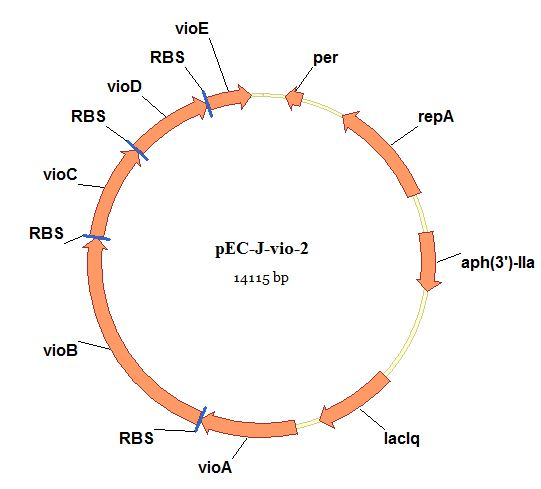 vioE
RBS
per
vioD
RBS
repA
vioC
RBS
pEC-J-vio-2
14115 bp
aph(3')-IIa
vioB
RBS
vioA
lacIq